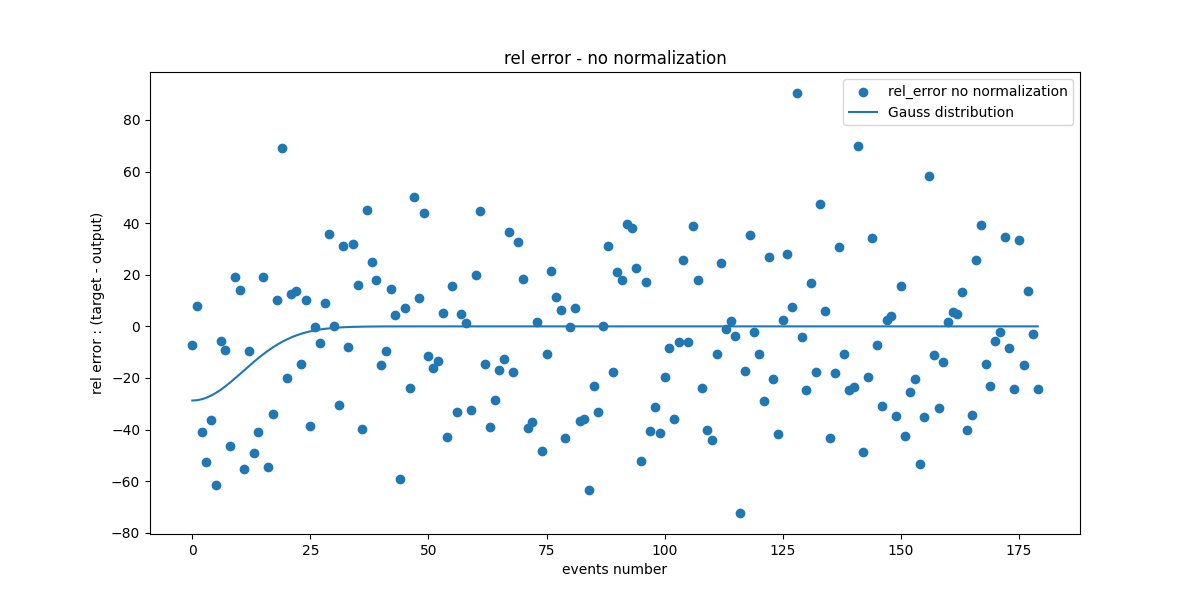 rel error - no normalization
rel_error no normalization
Gauss distribution
rel error : (target - output)
80
60
40
20
0
−20
−40
−60
−80
0 25 50 75 100 125 150 175
events number